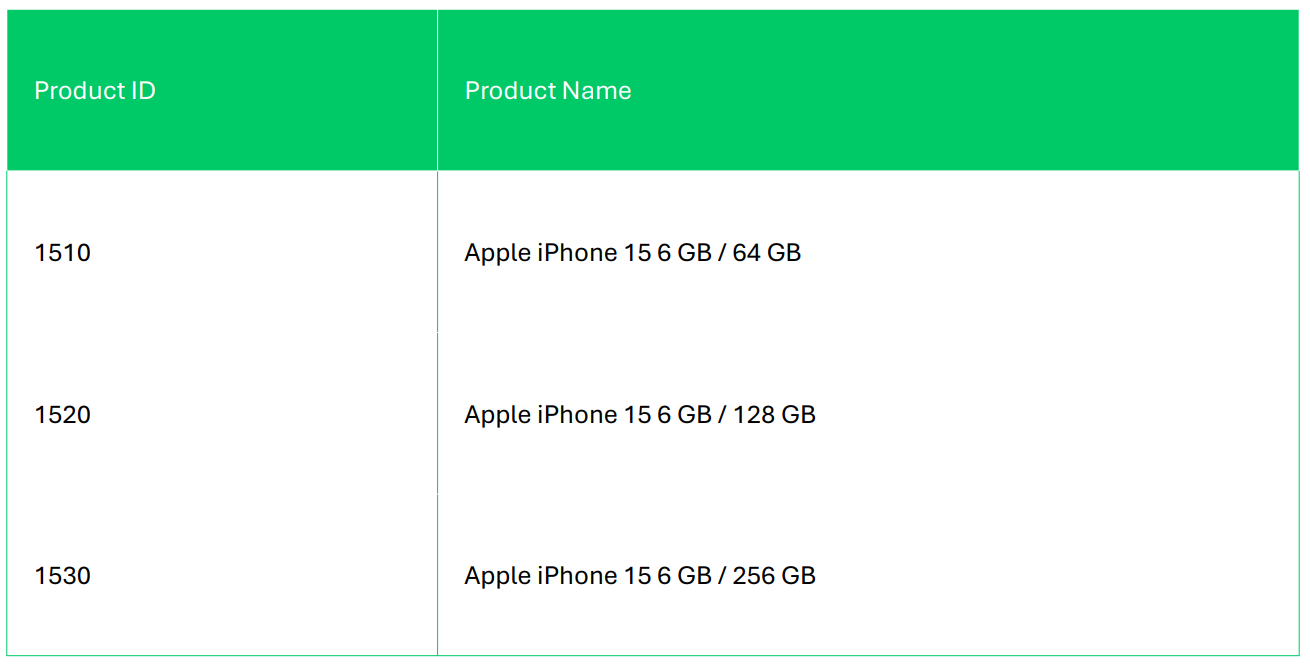 Product ID Product Name
1510 Apple iPhone 15 6 GB / 64 GB
1520 Apple iPhone 15 6 GB / 128 GB
1530 Apple iPhone 15 6 GB / 256 GB